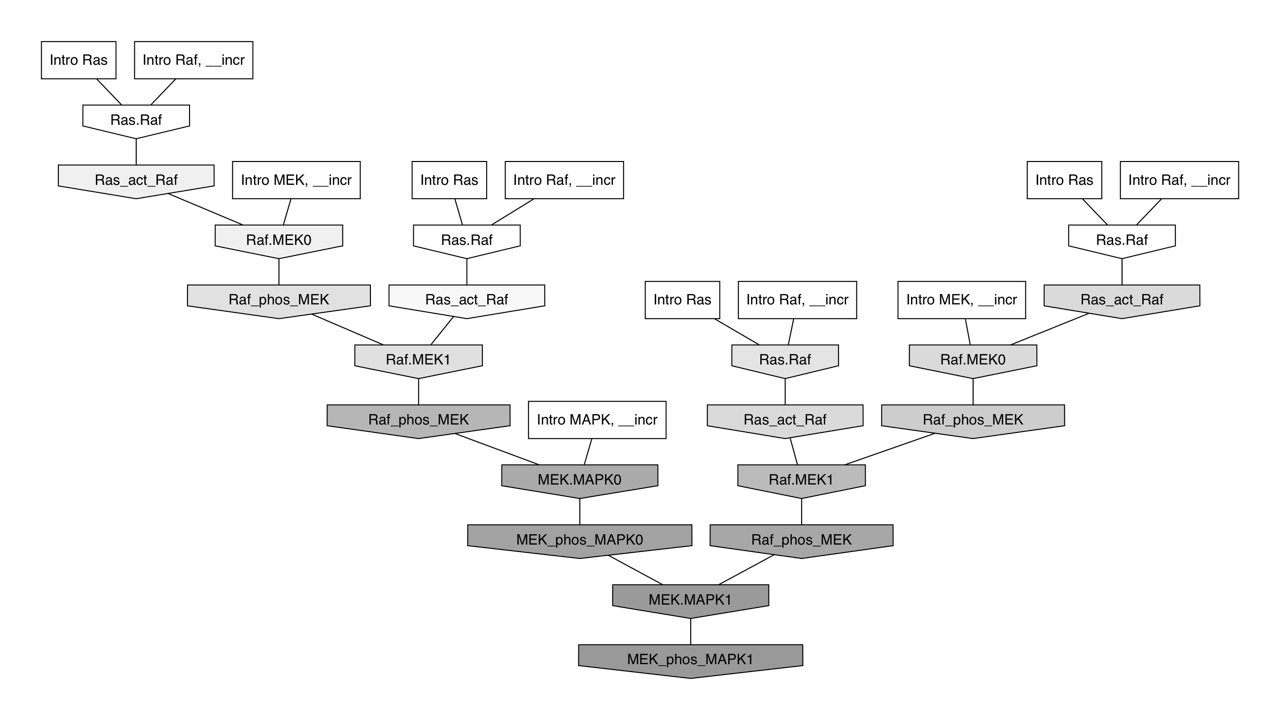 Intro Ras
Intro Raf, __incr
Ras.Raf
Ras_act_Raf
Intro MEK, __incr
Intro Ras
Intro Raf, __incr
Intro Ras
Intro Raf, __incr
Raf.MEK0
Ras.Raf
Ras.Raf
Raf_phos_MEK
Ras_act_Raf
Intro Ras
Intro Raf, __incr
Intro MEK, __incr
Ras_act_Raf
Raf.MEK1
Ras.Raf
Raf.MEK0
Raf_phos_MEK
Intro MAPK, __incr
Ras_act_Raf
Raf_phos_MEK
MEK.MAPK0
Raf.MEK1
MEK_phos_MAPK0
Raf_phos_MEK
MEK.MAPK1
MEK_phos_MAPK1